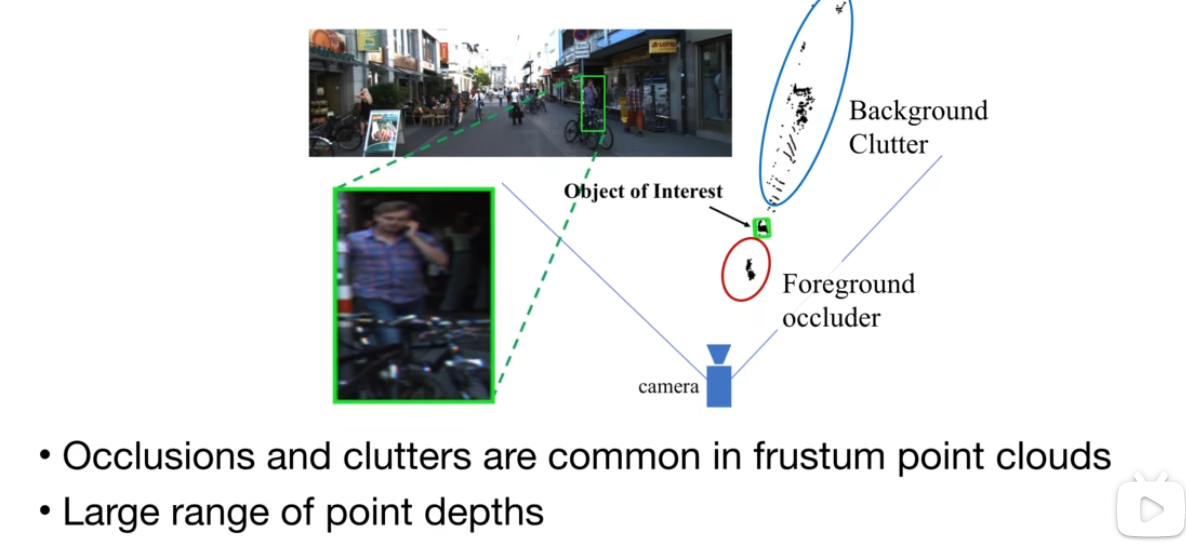 Background
Clutter
Object of Interest
Foreground
occluder
camera
• Occlusions and clutters are common in frustum point clouds
• Large range of point depths